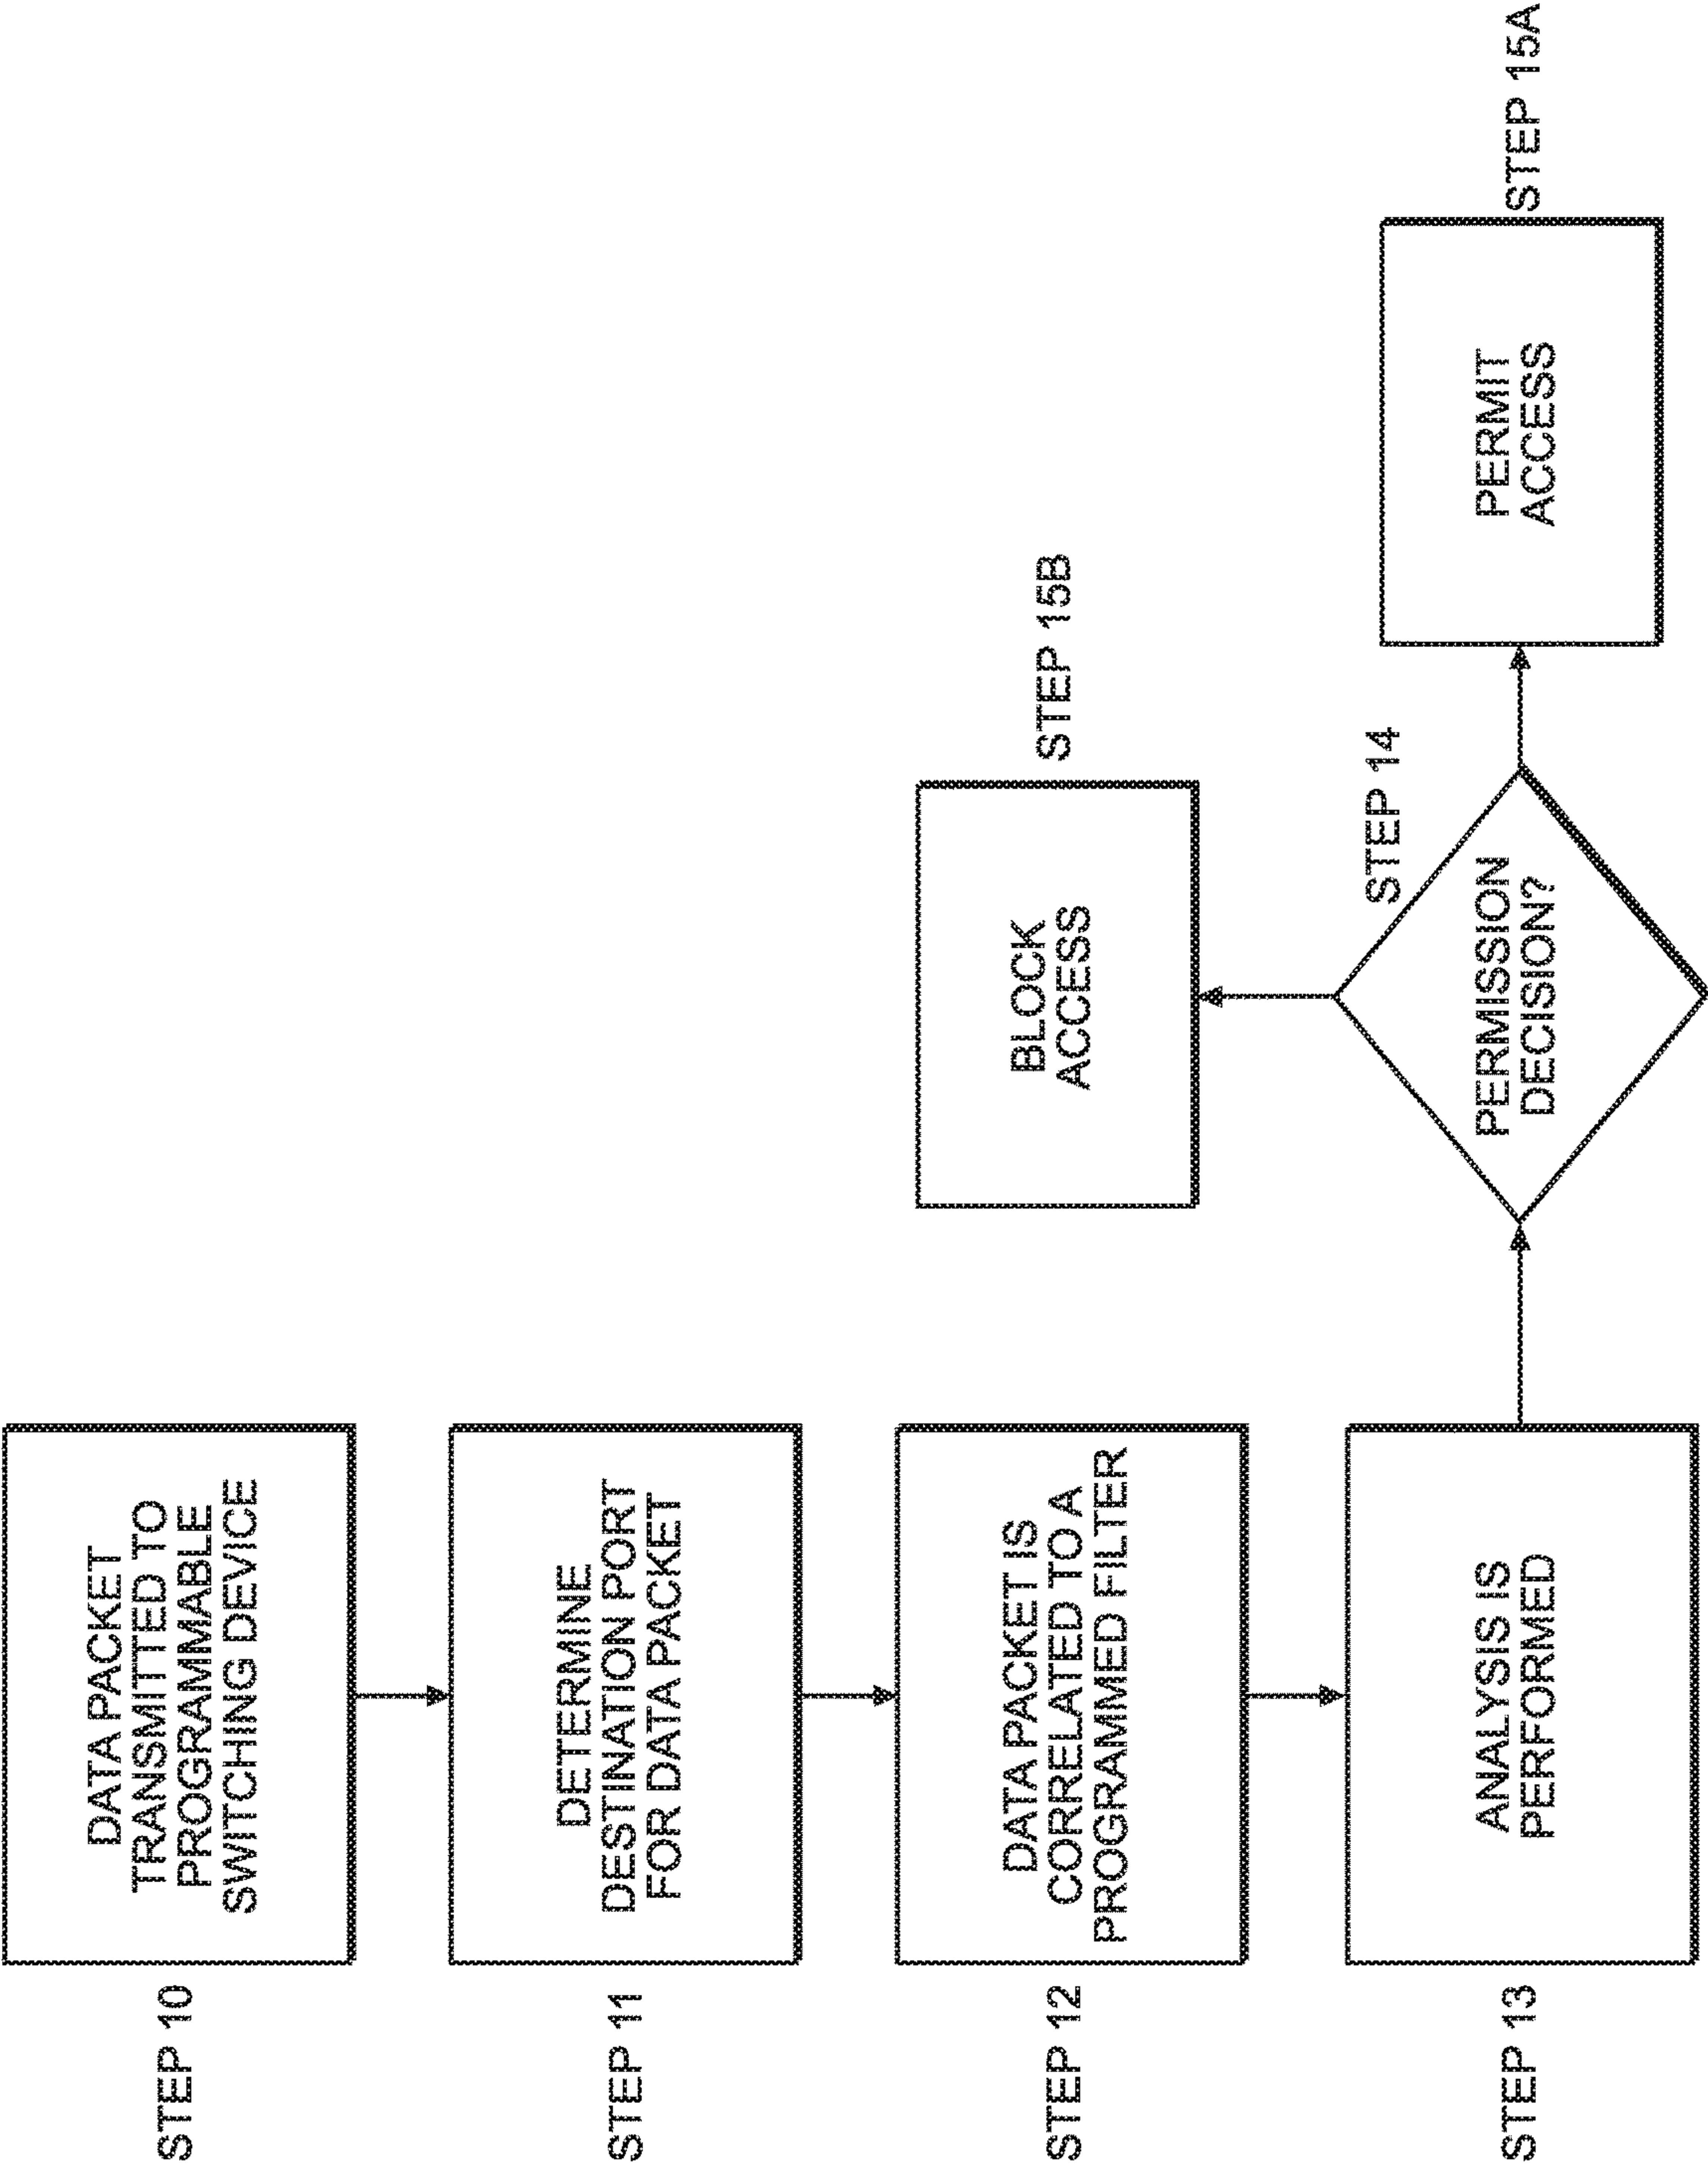 STEP 10
DATA PACKET
TRANSMITTED TO
PROGRAMMABLE
SWITCHING DEVICE
STEP 11
DETERMINE
DESTINATION PORT
FOR DATA PACKET
STEP 12
DATA PACKET IS
CORRELATED TO A
PROGRAMMED FILTER
STEP 13
ANALYSIS IS
PERFORMED
STEP 14
PERMISSION
DECISION?
BLOCK
ACCESS
STEP 15B
PERMIT
ACCESS
STEP 15A